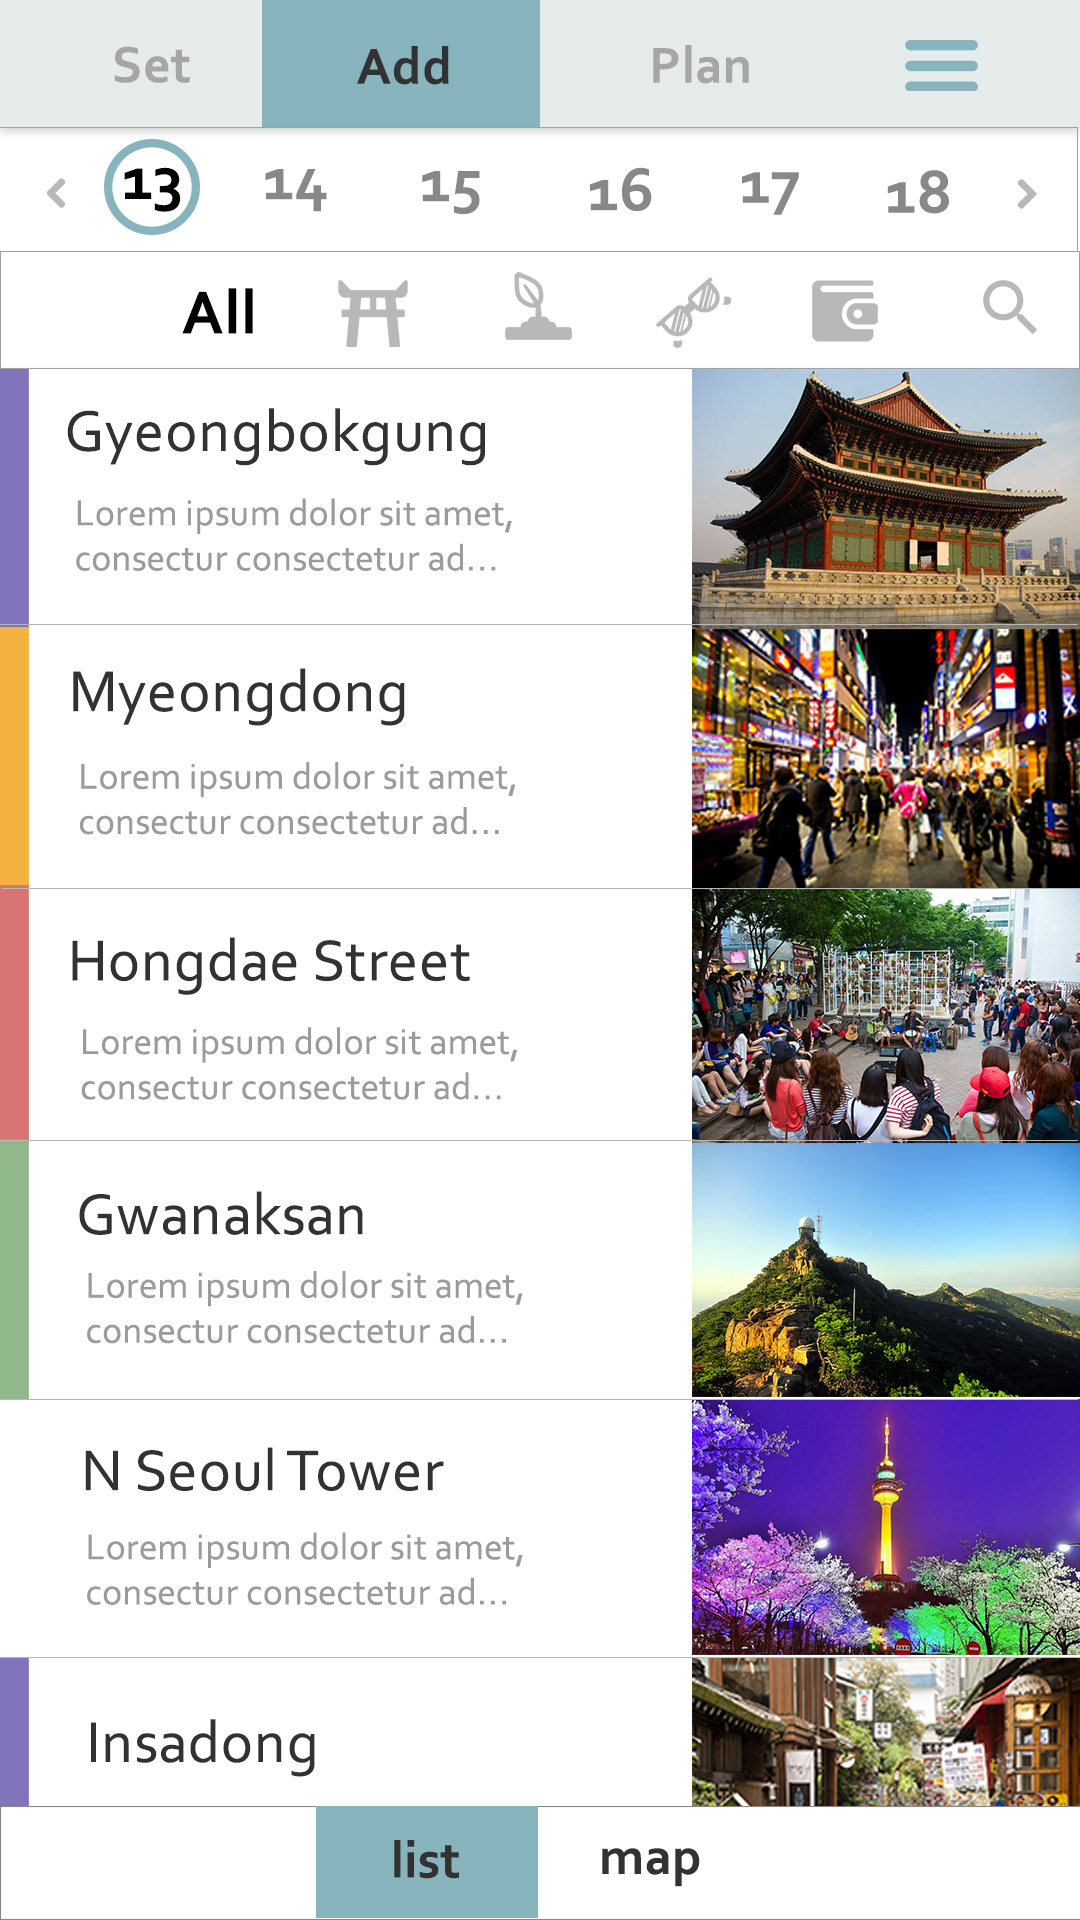 Set Add Plan
13 14 15 16 17 18
All
Gyeongbokgung
Lorem ipsum dolor sit amet,
consectur consectetur ad...
Myeongdong
Lorem ipsum dolor sit amet,
consectur consectetur ad...
Hongdae Street
Lorem ipsum dolor sit amet,
consectur consectetur ad...
Gwanaksan
Lorem ipsum dolor sit amet,
consectur consectetur ad...
N Seoul Tower
Lorem ipsum dolor sit amet,
consectur consectetur ad...
Insadong
list map